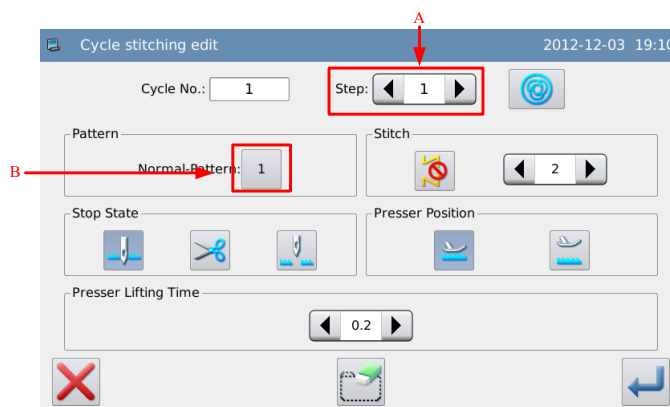 A
Cycle stitching edit 2012-12-03 19:10
Cycle No.: 1 Step: 1
Pattern Stitch
B Normal-Pattern: 1 2
Stop State Presser Position
Presser Lifting Time
0.2